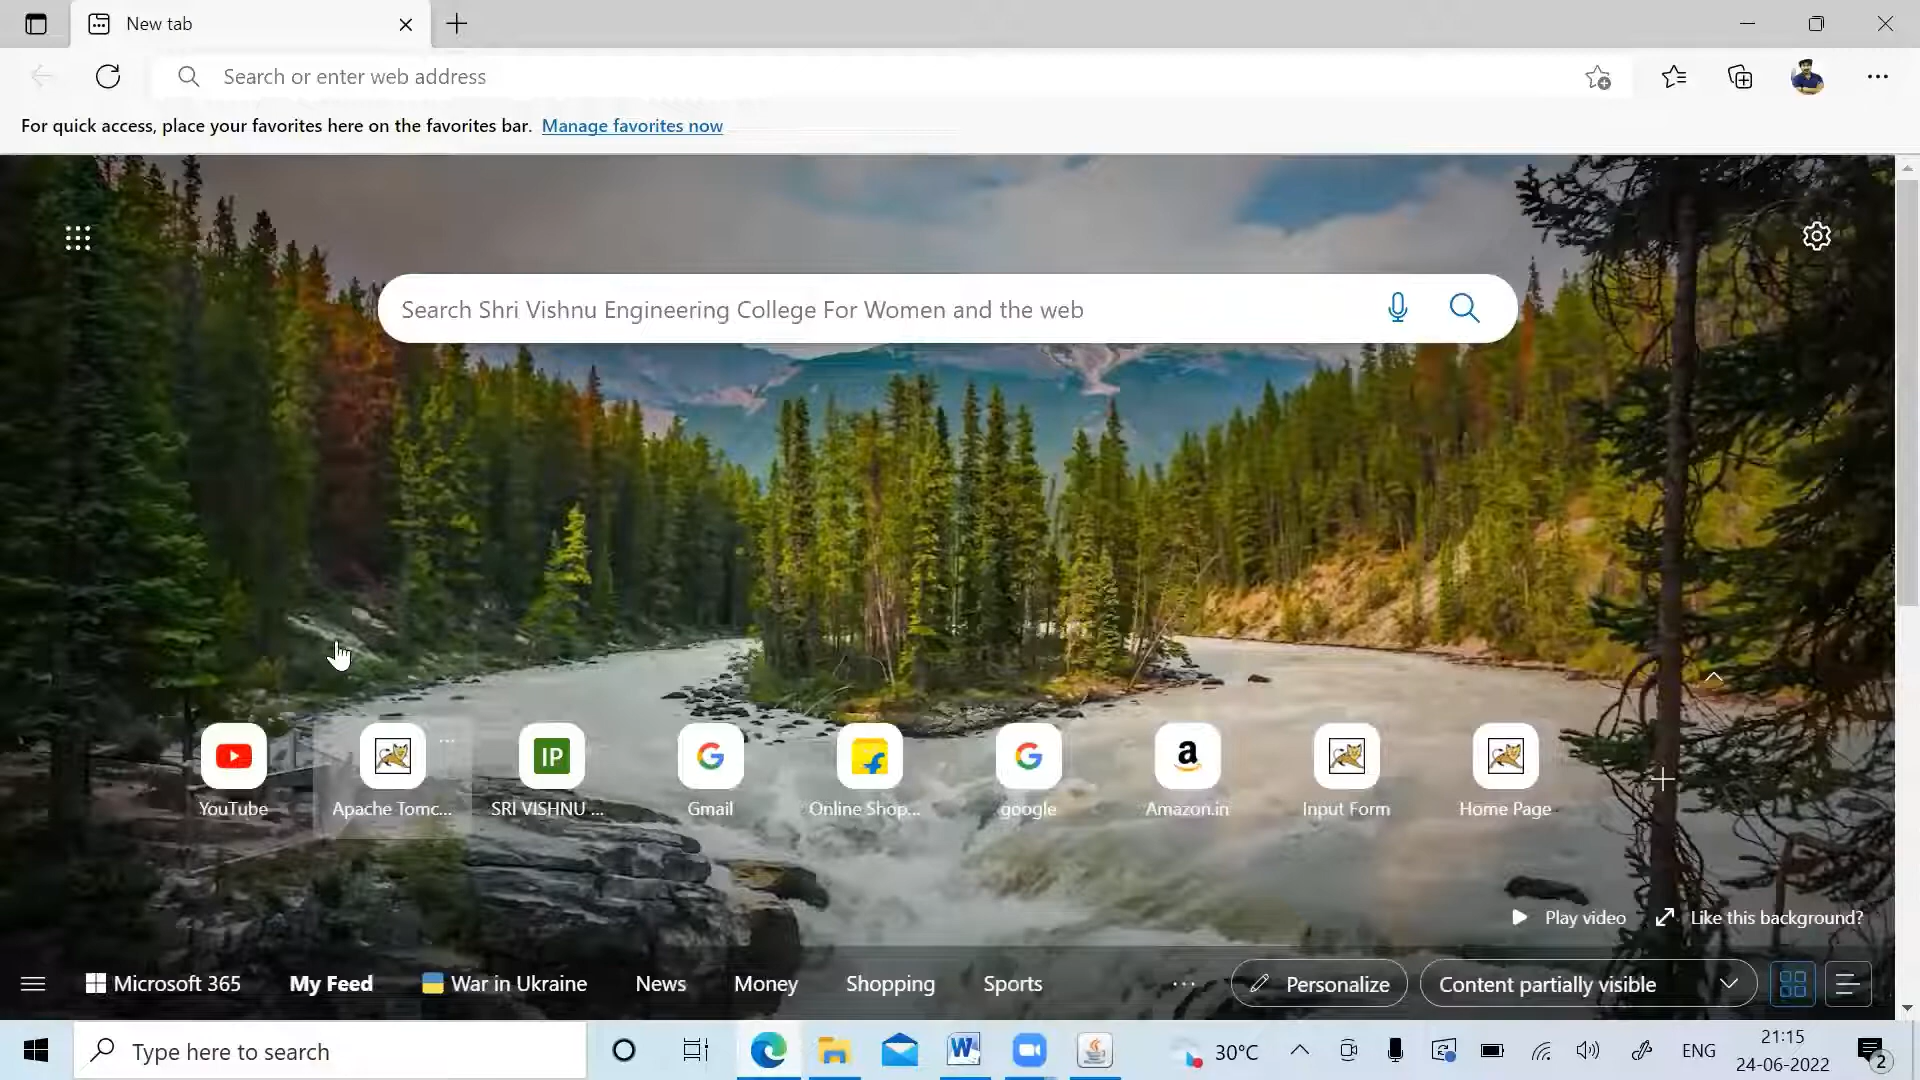 New tab
Search or enter web address
For quick access, place your favorites here on the favorites bar. Manage favorites now
Search Shri Vishnu Engineering College For Women and the web
YouTube
Apache Tomc...
IP
SRI VISHNU ...
Gmail
Online Shop...
google
a
Amazon.in
Input Form
Home Page
Play video
Like this background?
Microsoft 365
My Feed
War in Ukraine
News
Money
Shopping
Sports
Personalize
Content partially visible
Type here to search
W
30°C
ENG
21:15
24-06-2022
2